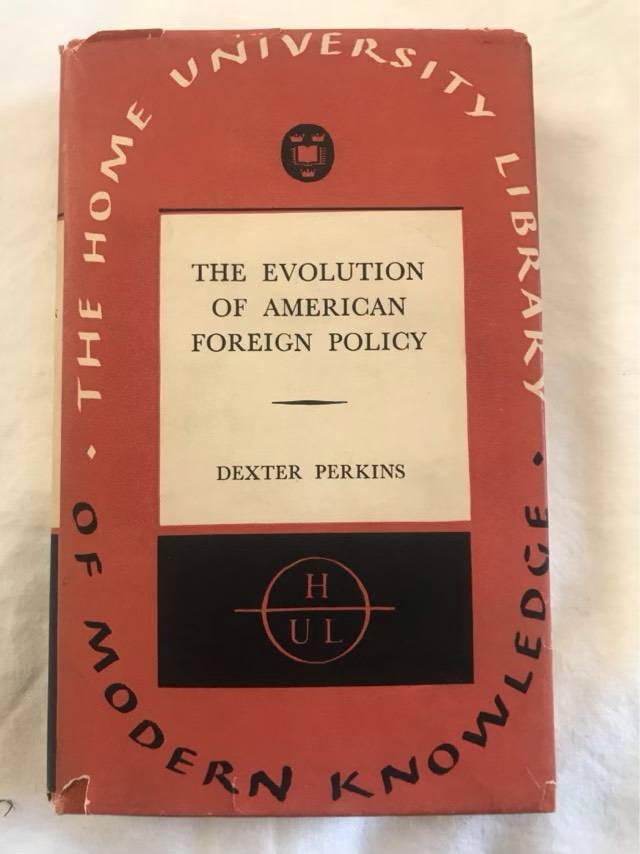 THE HOME UNIVERSITY LIBRARY
THE EVOLUTION
OF AMERICAN
FOREIGN POLICY
DEXTER PERKINS
H
UL
OF MODERN KNOWLEDGE